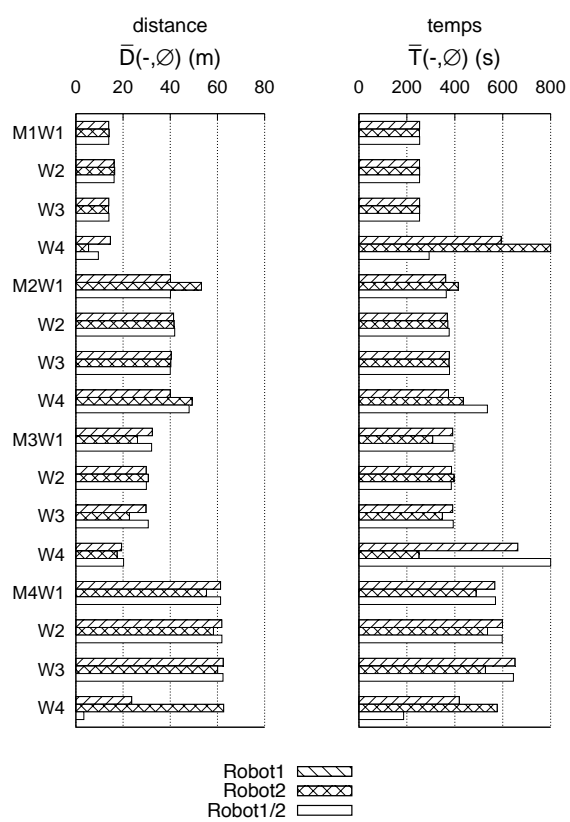 distance temps
D̅(-,∅) (m) T̅(-,∅) (s)
0 20 40 60 80 0 200 400 600 800
M1W1
W2
W3
W4
M2W1
W2
W3
W4
M3W1
W2
W3
W4
M4W1
W2
W3
W4
Robot1
Robot2
Robot1/2